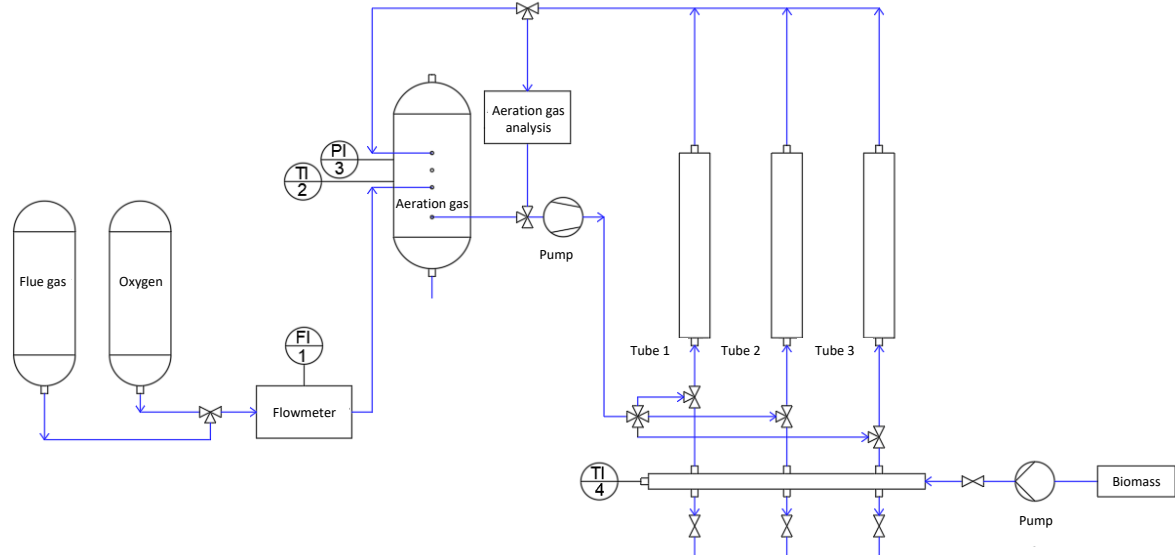 Aeration gas
analysis
PI
3
TI
2
Aeration gas
Pump
Flue gas
Oxygen
FI
1
Flowmeter
Tube 1
Tube 2
Tube 3
TI
4
Biomass
Pump